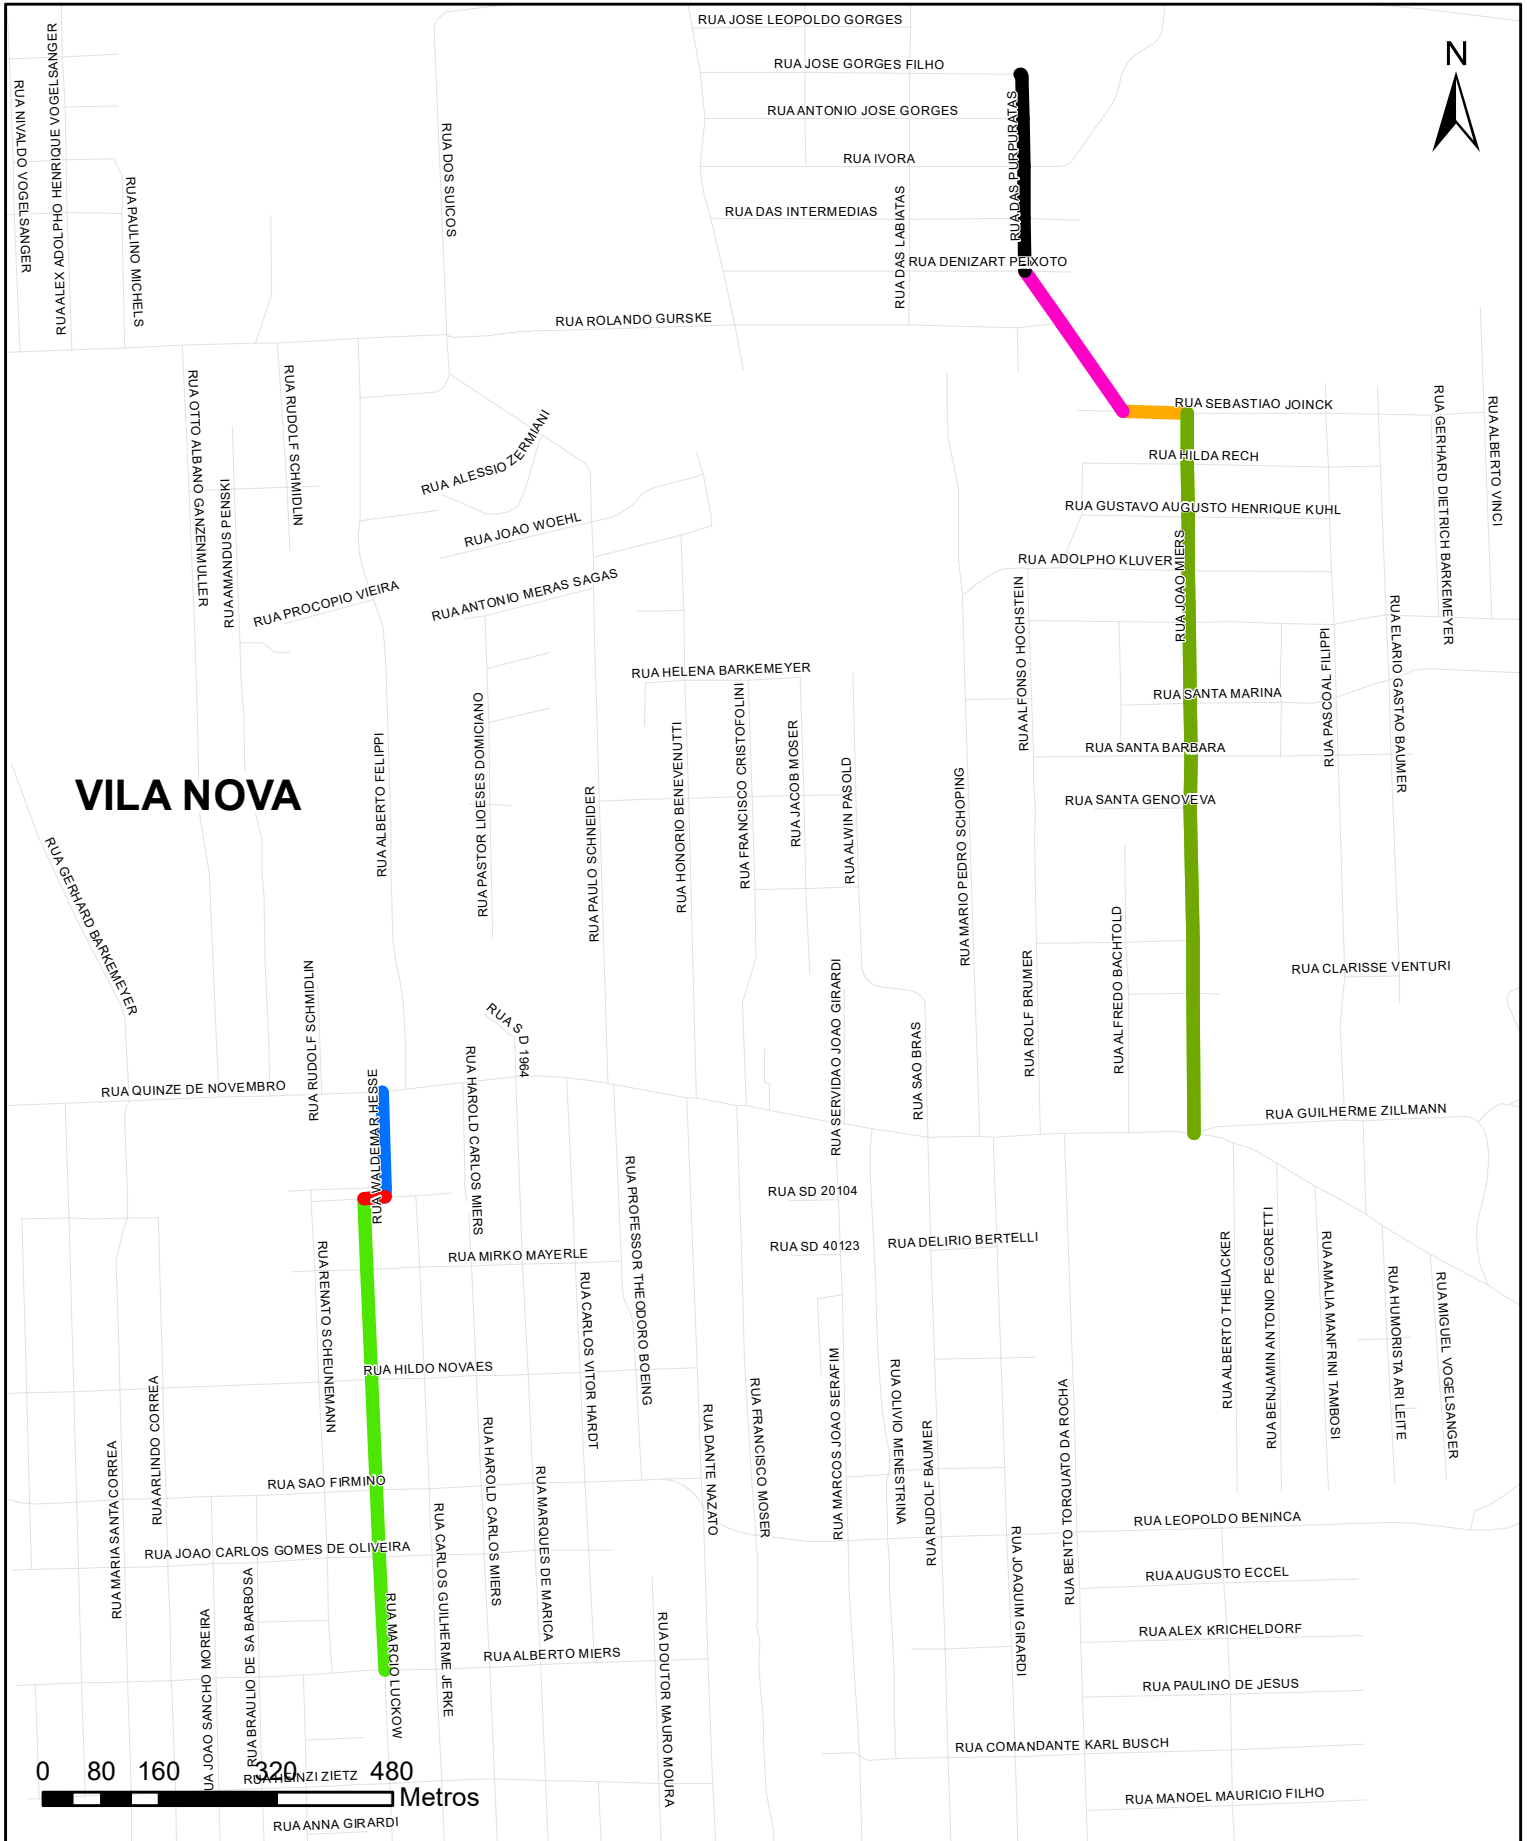 RUA JOSE LEOPOLDO GORGES
N
RUA JOSE GORGES FILHO
RUA ANTONIO JOSE GORGES
RUA IVORA
RUA NIVALDO VOGELSANGER
RUA ALEX ADOLPHO HENRIQUE VOGELSANGER
RUA PAULINO MICHELS
RUA DOS SUICOS
RUA DAS PURPURATAS
RUA DAS INTERMEDIAS
RUA DAS LABIATAS
RUA DENIZART PEIXOTO
RUA ROLANDO GURSKE
RUA SEBASTIAO JOINCK
RUA HILDA RECH
RUA GUSTAVO AUGUSTO HENRIQUE KUHL
RUA ADOLPHO KLUVER
RUA JOAO MIERS
RUA GERHARD DIETRICH BARKEMEYER
RUA ALBERTO VINCI
RUA OTTO ALBANO GANZENMULLER
RUA AMANDUS PENSKI
RUA RUDOLF SCHMIDLIN
RUA ALESSIO ZERMIANI
RUA JOAO WOEHL
RUA PROCOPIO VIEIRA
RUA ANTONIO MERAS SAGAS
RUA ALFONSO HOCHSTEIN
RUA PASCOAL FILIPPI
RUA ELARIO GASTAO BAUMER
RUA HELENA BARKEMEYER
RUA SANTA MARINA
RUA SANTA BARBARA
RUA SANTA GENOVEVA
VILA NOVA
RUA ALBERTO FELIPPI
RUA PASTOR LIOESES DOMICIANO
RUA PAULO SCHNEIDER
RUA HONORIO BENEVENUTTI
RUA FRANCISCO CRISTOFOLINI
RUA JACOB MOSER
RUA ALWIN PASOLD
RUA MARIO PEDRO SCHOPING
RUA GERHARD BARKEMEYER
RUA CLARISSE VENTURI
RUA ALFREDO BACHTOLD
RUA ROLF BRUMER
RUA SAO BRAS
RUA SERVIDAO JOAO GIRARDI
RUA S D 1964
RUA RUDOLF SCHMIDLIN
RUA QUINZE DE NOVEMBRO
RUA WALDEMAR HESSE
RUA HAROLD CARLOS MIERS
RUA GUILHERME ZILLMANN
RUA SD 20104
RUA SD 40123
RUA DELIRIO BERTELLI
RUA MIRKO MAYERLE
RUA PROFESSOR THEODORO BOEING
RUA CARLOS VITOR HARDT
RUA RENATO SCHEUNEMANN
RUA HILDO NOVAES
RUA ALBERTO THEILACKER
RUA BENJAMIN ANTONIO PEGORETTI
RUA AMALIA MANFRINI TAMBOSI
RUA HUMORISTA ARI LEITE
RUA MIGUEL VOGELSANGER
RUA MARIA SANTA CORREA
RUA ARLINDO CORREA
RUA SAO FIRMINO
RUA JOAO CARLOS GOMES DE OLIVEIRA
RUA HAROLD CARLOS MIERS
RUA MARQUES DE MARICA
RUA CARLOS GUILHERME JERKE
RUA DANTE NAZATO
RUA FRANCISCO MOSER
RUA MARCOS JOAO SERAFIM
RUA OLIVIO MENESTRINA
RUA RUDOLF BAUMER
RUA JOAQUIM GIRARDI
RUA BENTO TORQUATO DA ROCHA
RUA LEOPOLDO BENINCA
RUA AUGUSTO ECCEL
RUA ALEX KRICHELDORF
RUA PAULINO DE JESUS
RUA COMANDANTE KARL BUSCH
RUA MANOEL MAURICIO FILHO
RUA JOAO SANCHO MOREIRA
RUA BRAULIO DE SA BARBOSA
RUA MARCIO LUCKOW
RUA ALBERTO MIERS
RUA DOUTOR MAURO MOURA
RUA HEINZI ZIETZ
RUA ANNA GIRARDI
0 80 160 320 480
Metros